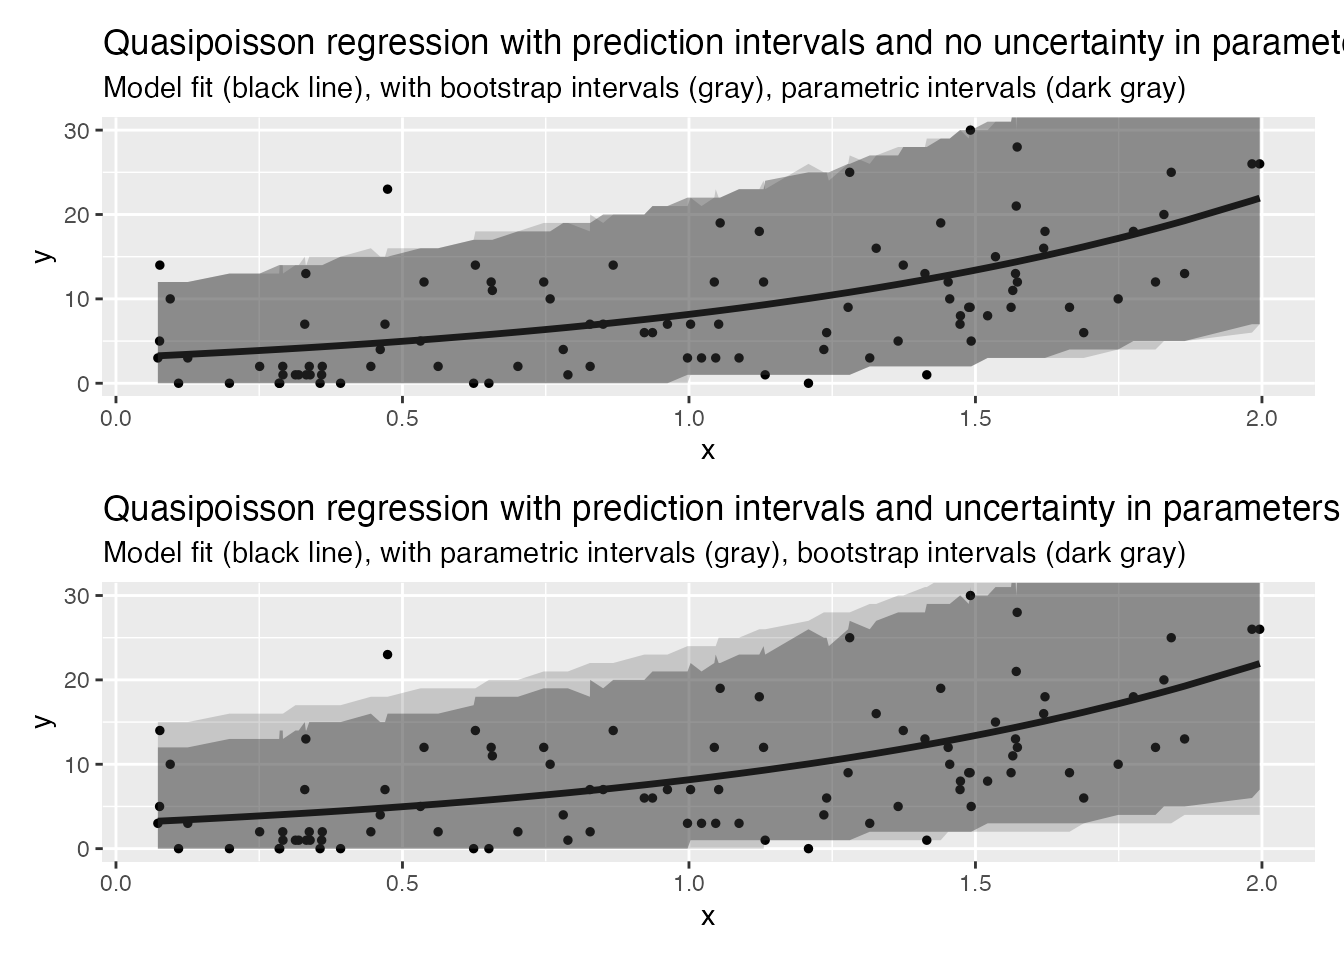 Quasipoisson regression with prediction intervals and no uncertainty in
Model fit (black line), with bootstrap intervals (gray), parametric intervals (dark gray)
30
20
10
0
y
0.0 0.5 1.0 1.5 2.0
x
Quasipoisson regression with prediction intervals and uncertainty in parameters
Model fit (black line), with parametric intervals (gray), bootstrap intervals (dark gray)
30
20
10
0
y
0.0 0.5 1.0 1.5 2.0
x